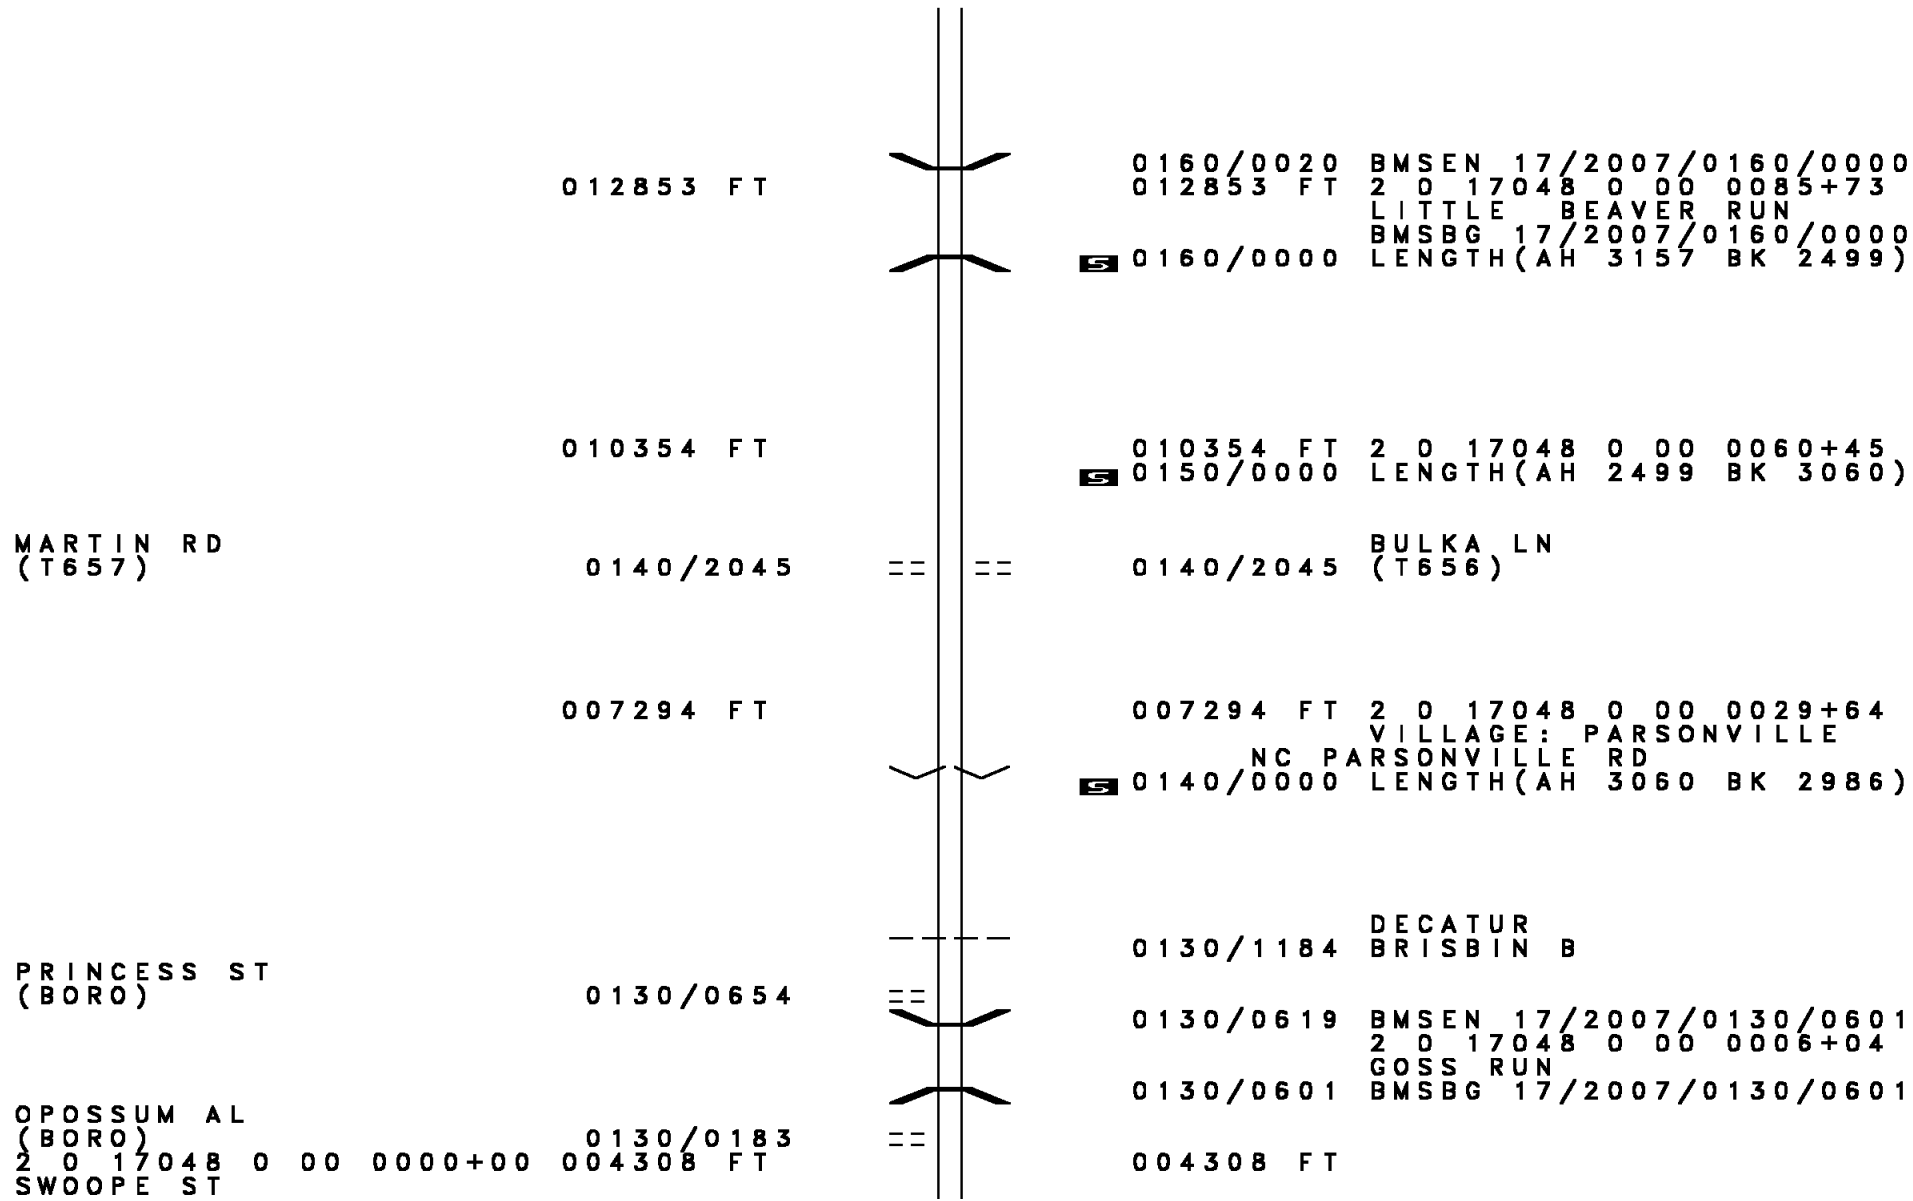 0160/0020 BMSEN 17/2007/0160/0000
012853 FT 012853 FT 2 0 17048 0 00 0085+73
LITTLE BEAVER RUN
BMSBG 17/2007/0160/0000
S 0160/0000 LENGTH(AH 3157 BK 2499)
010354 FT 010354 FT 2 0 17048 0 00 0060+45
S 0150/0000 LENGTH(AH 2499 BK 3060)
MARTIN RD BULKA LN
(T657) 0140/2045 0140/2045 (T656)
007294 FT 007294 FT 2 0 17048 0 00 0029+64
VILLAGE: PARSONVILLE
NC PARSONVILLE RD
S 0140/0000 LENGTH(AH 3060 BK 2986)
DECATUR
0130/1184 BRISBIN B
PRINCESS ST
(BORO) 0130/0654
0130/0619 BMSEN 17/2007/0130/0601
2 0 17048 0 00 0006+04
GOSS RUN
0130/0601 BMSBG 17/2007/0130/0601
OPOSSUM AL
(BORO) 0130/0183
2 0 17048 0 00 0000+00 004308 FT 004308 FT
SWOOPE ST